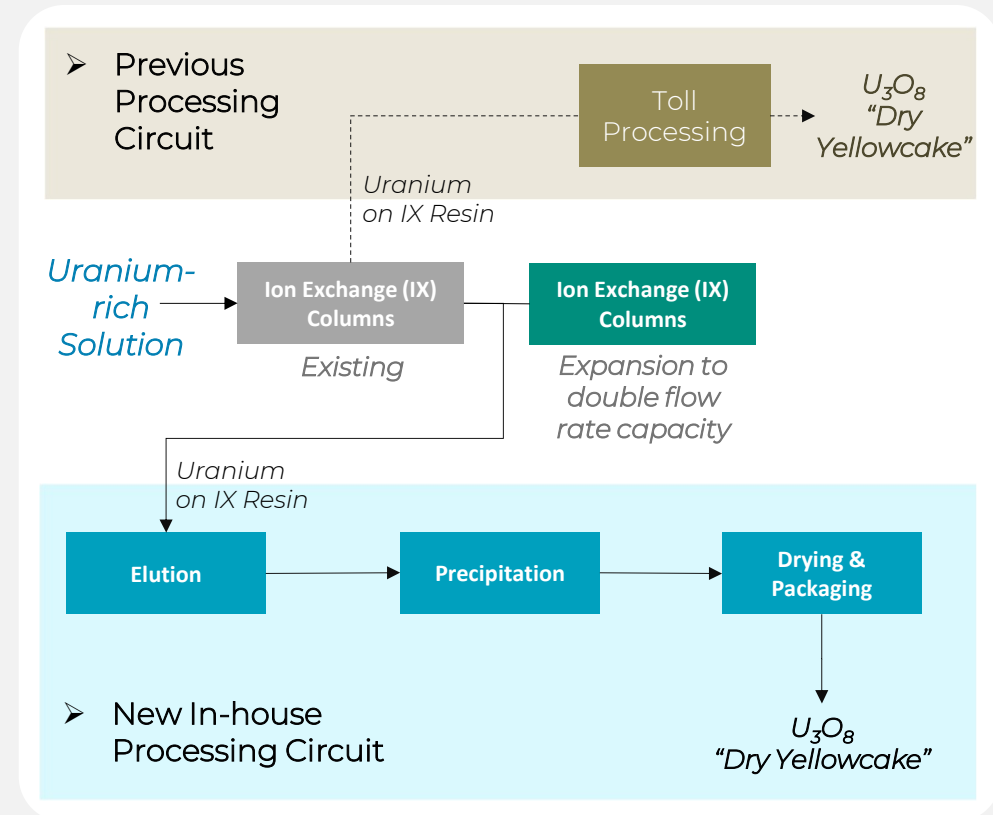 ➢ Previous
Processing
Circuit
Toll
Processing
U₃O₈
“Dry
Yellowcake”
Uranium
on IX Resin
Uranium-
rich
Solution
Ion Exchange (IX)
Columns
Existing
Ion Exchange (IX)
Columns
Expansion to
double flow
rate capacity
Uranium
on IX Resin
Elution
Precipitation
Drying &
Packaging
➢ New In-house
Processing Circuit
U₃O₈
“Dry Yellowcake”